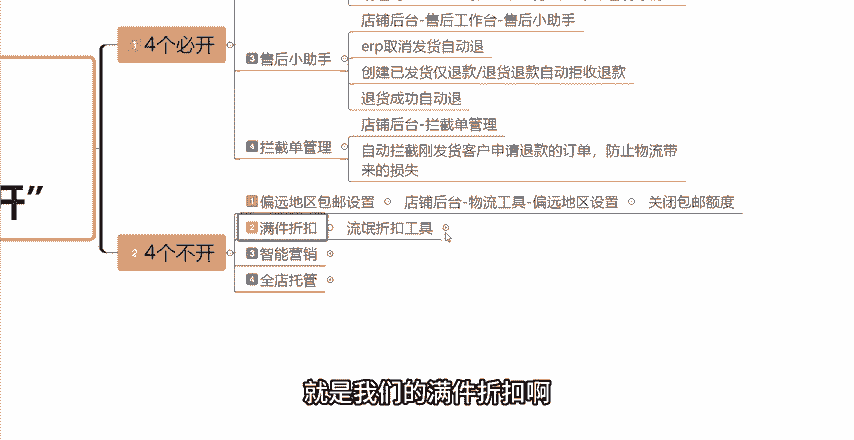 店铺后台-售后工作台-售后小助手
1 4个必开
erp取消发货自动退
3 售后小助手
创建已发货仅退款/退货退款自动拒收退款
退货成功自动退
店铺后台-拦截单管理
4 拦截单管理
自动拦截刚发货客户申请退款的订单，防止物流带
来的损失
开”
1 偏远地区包邮设置 店铺后台-物流工具-偏远地区设置 关闭包邮额度
2 满件折扣 流氓折扣工具
2 4个不开
3 智能营销
4 全店托管
就是我们的满件折扣啊